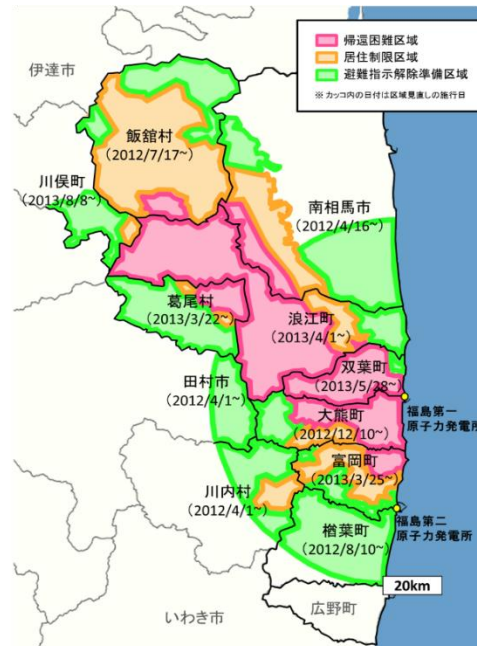 帰還困難区域
居住制限区域
避難指示解除準備区域
※ カッコ内の日付は区域見直しの施行日
伊達市
飯舘村
(2012/7/17~)
川俣町
(2013/8/8~)
南相馬市
(2012/4/16~)
葛尾村
(2013/3/22~)
浪江町
(2013/4/1~)
双葉町
(2013/5/28~)
田村市
(2012/4/1~)
大熊町
(2012/12/10~)
福島第一
原子力発電所
富岡町
(2013/3/25~)
川内村
(2012/4/1~)
福島第二
原子力発電所
楢葉町
(2012/8/10~)
20km
いわき市
広野町